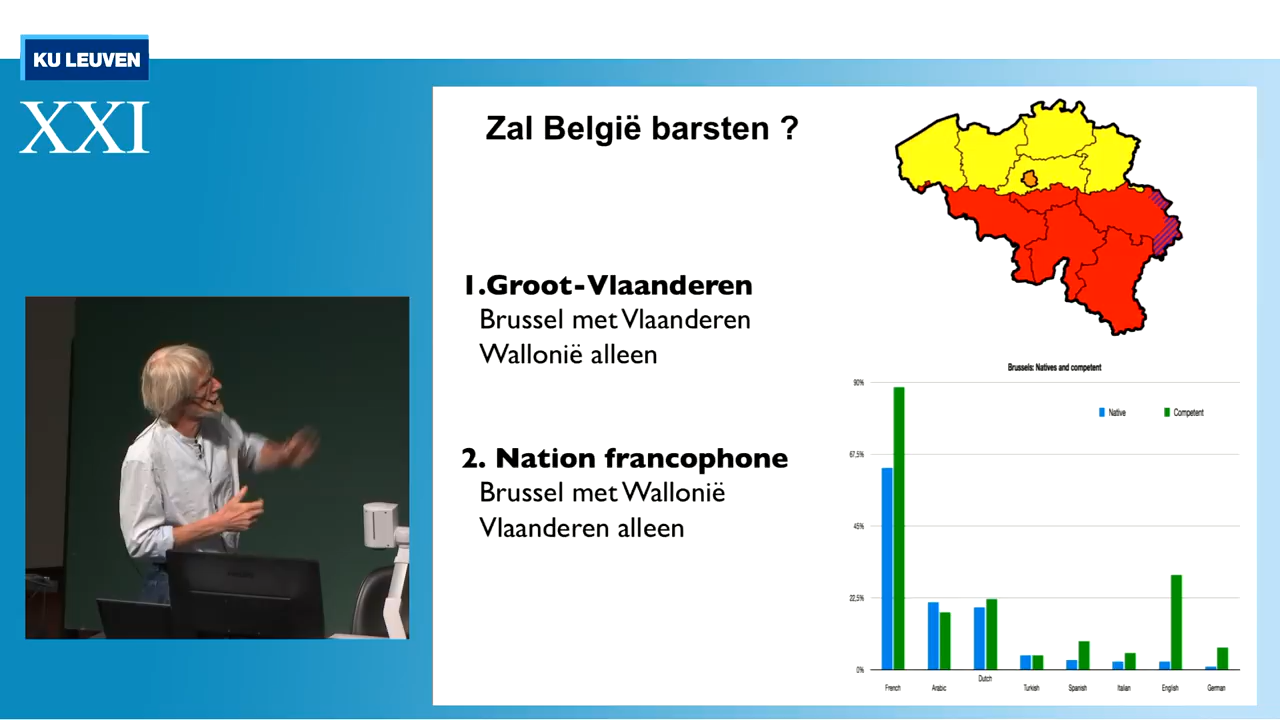 KU LEUVEN
XXI
Zal België barsten ?
1.Groot-Vlaanderen
Brussel met Vlaanderen
Wallonië alleen
2. Nation francophone
Brussel met Wallonië
Vlaanderen alleen
Brussels: Natives and competent
90%
Native
Competent
67,5%
45%
22,5%
0%
French
Arabic
Dutch
Turkish
Spanish
Italian
English
German